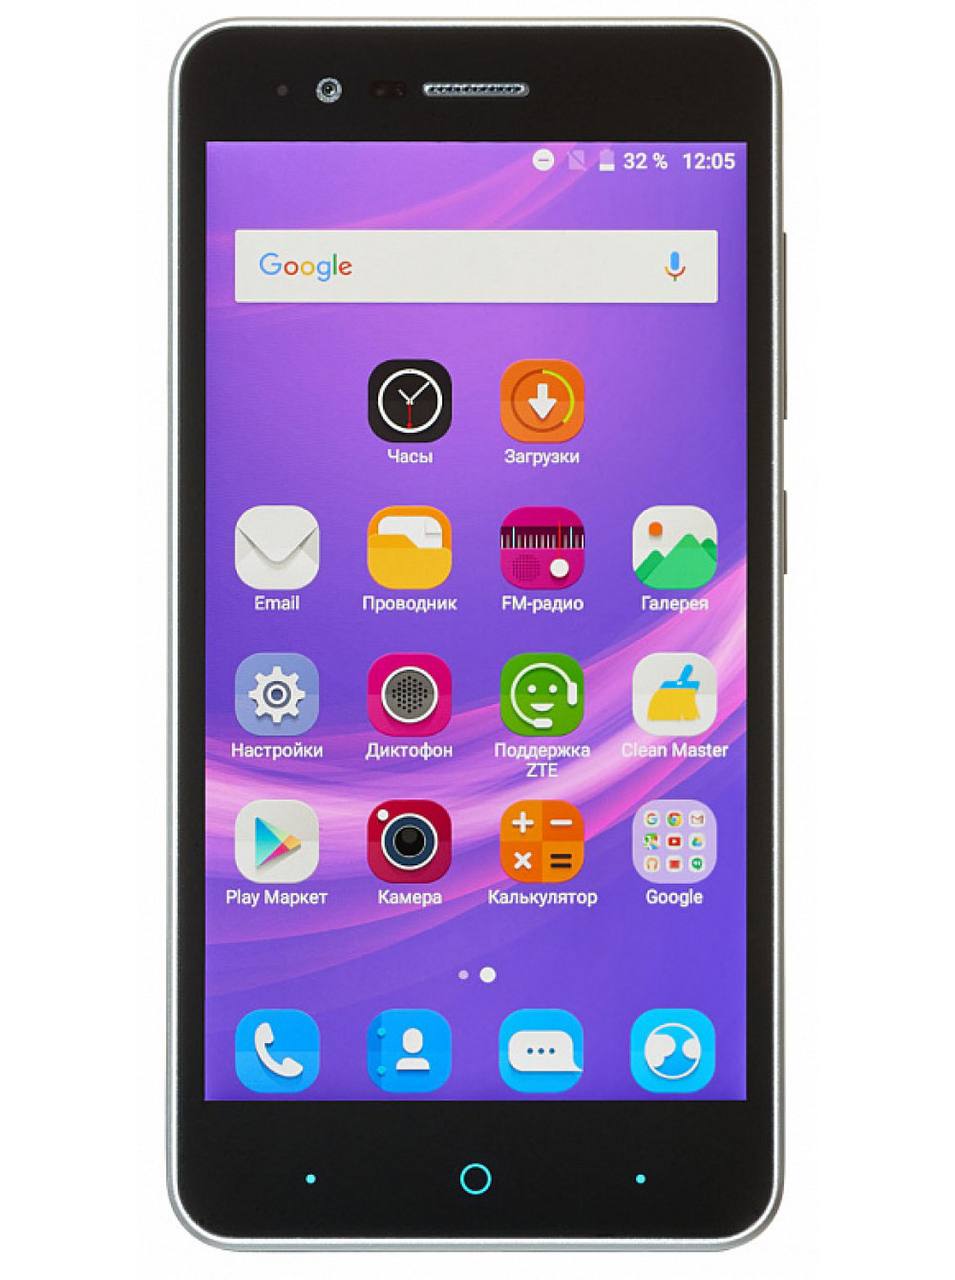 32 % 12:05
Google
Часы Загрузки
Email Проводник FM-радио Галерея
Настройки Диктофон Поддержка Clean Master
ZTE
Play Маркет Камера Калькулятор Google